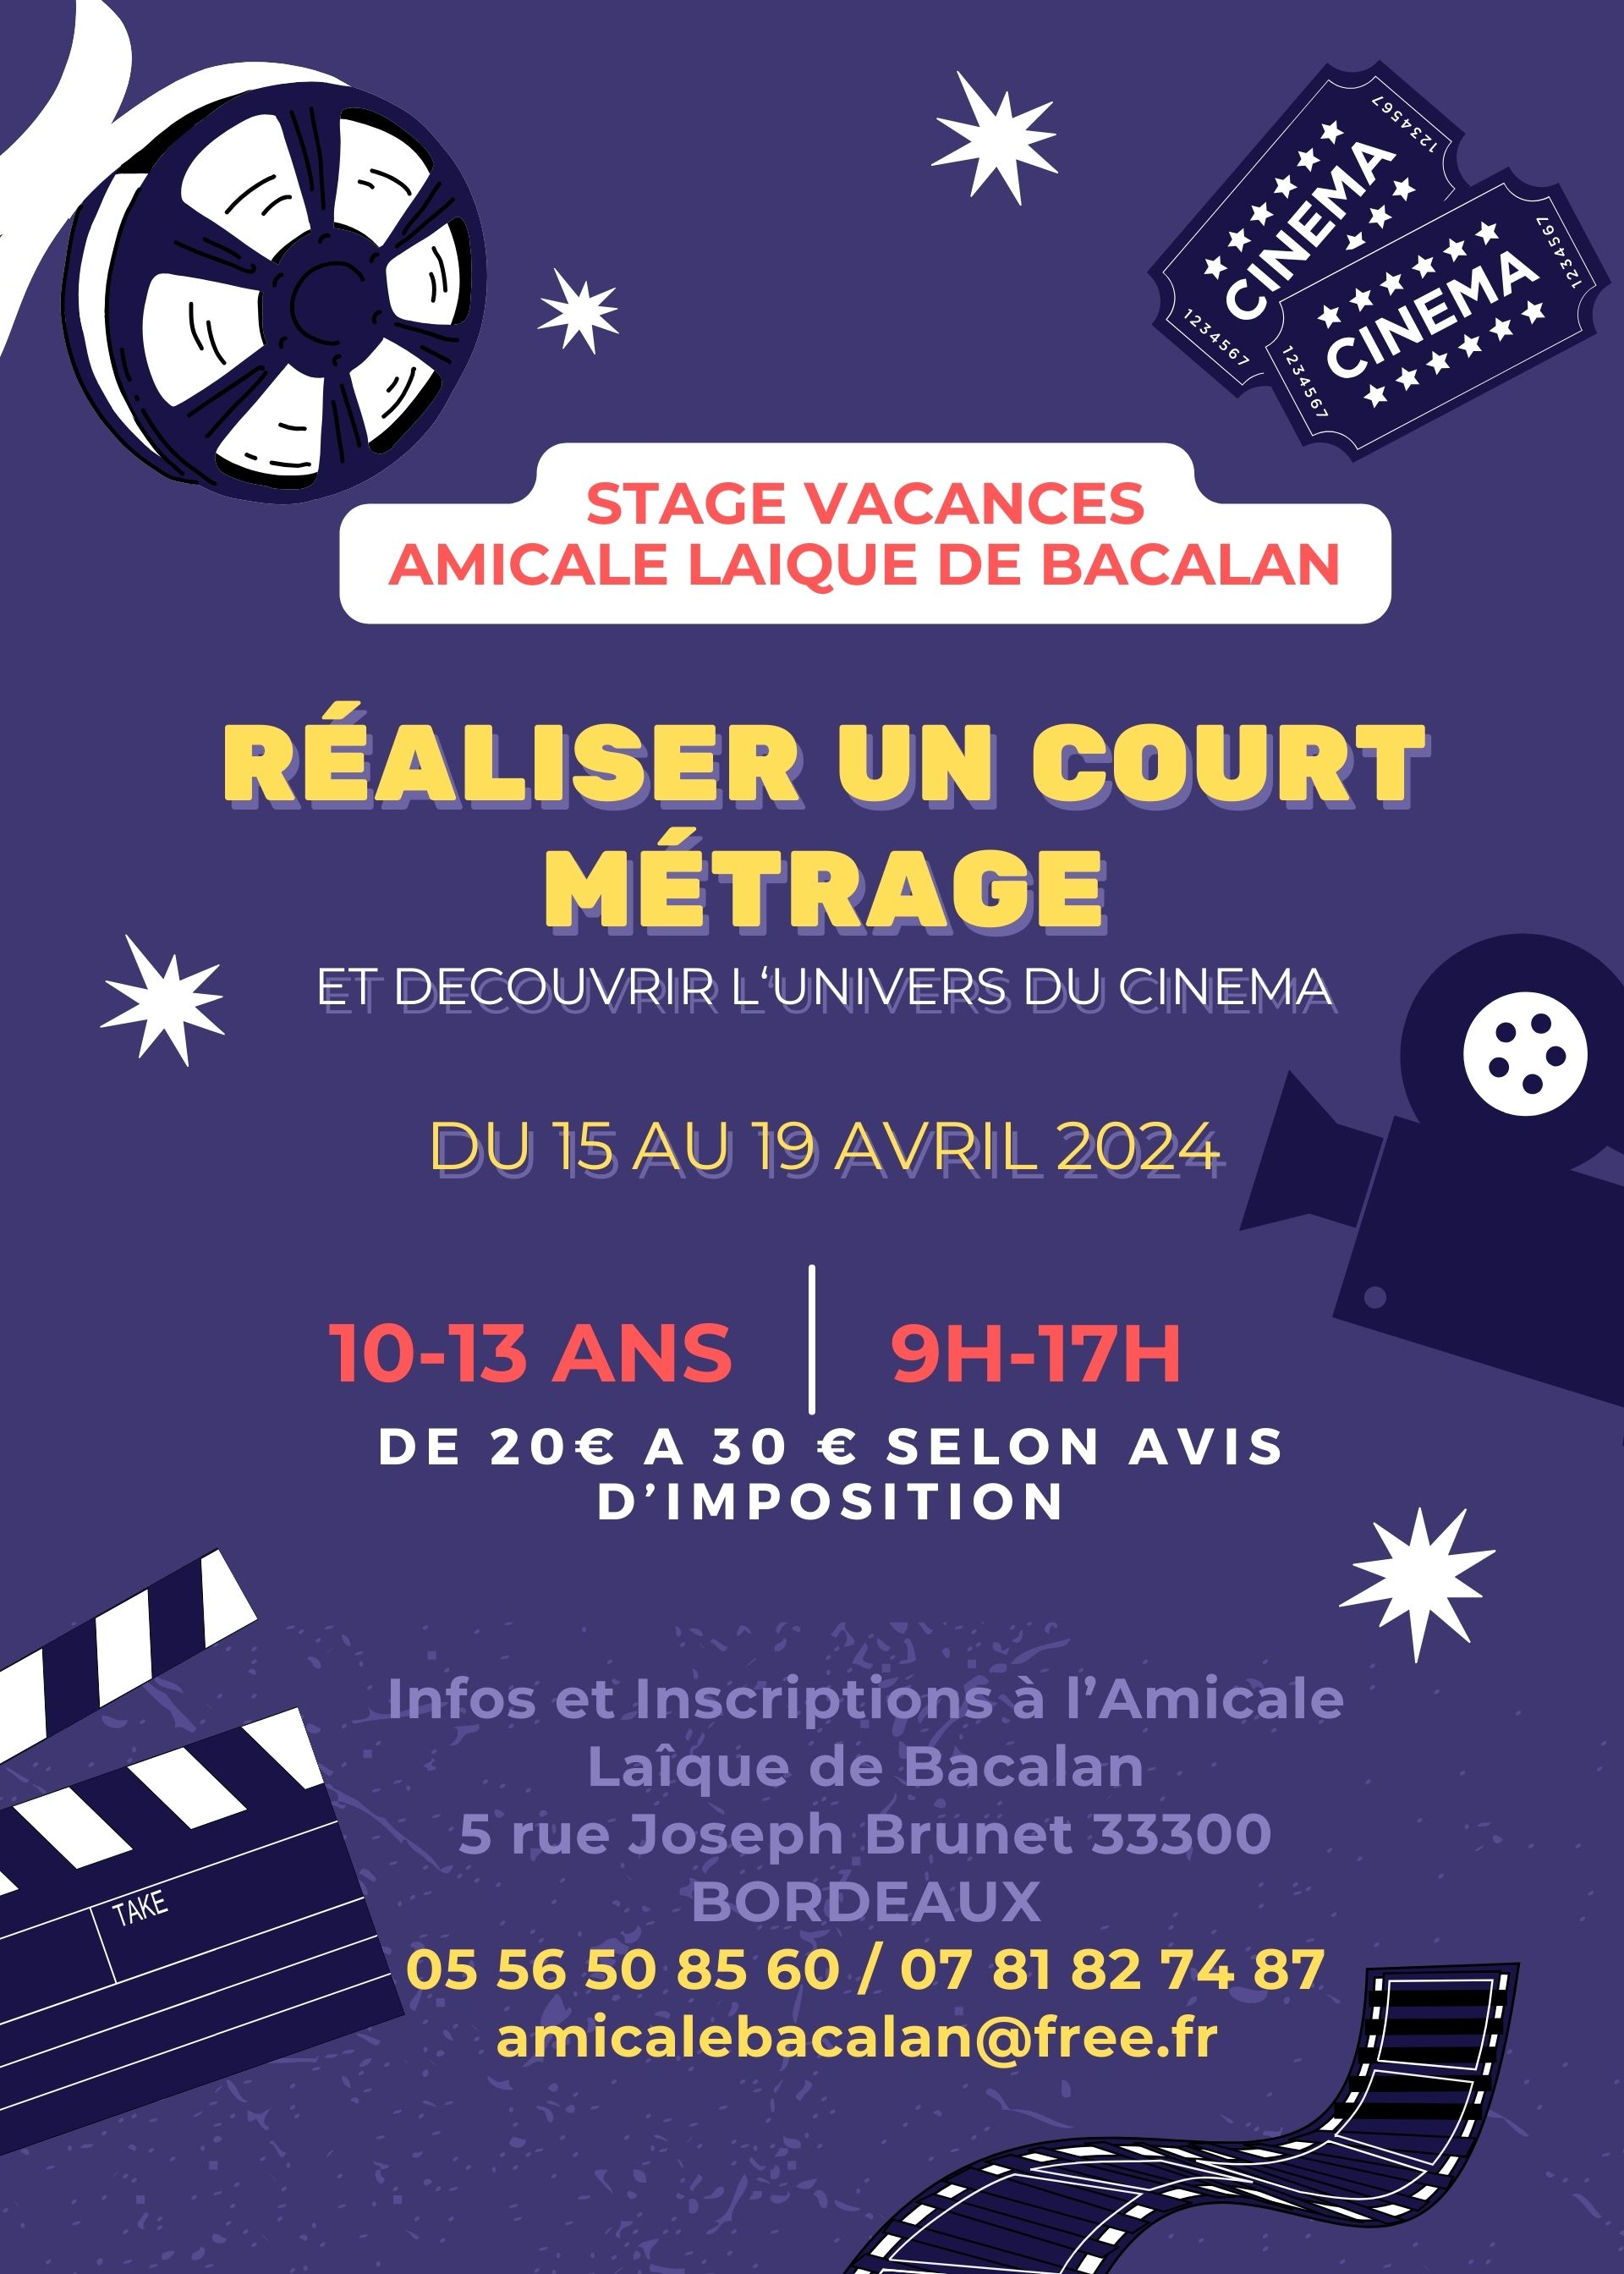 1234567
CINEMA
1234567
1234567
CINEMA
1234567
STAGE VACANCES
AMICALE LAIQUE DE BACALAN
RÉALISER UN COURT
MÉTRAGE
ET DECOUVRIR L‘UNIVERS DU CINEMA
DU 15 AU 19 AVRIL 2024
10-13 ANS
9H-17H
DE 20€ A 30 € SELON AVIS
D’IMPOSITION
TAKE
Infos et Inscriptions à l’Amicale
Laîque de Bacalan
5 rue Joseph Brunet 33300
BORDEAUX
05 56 50 85 60 / 07 81 82 74 87
amicalebacalan@free.fr